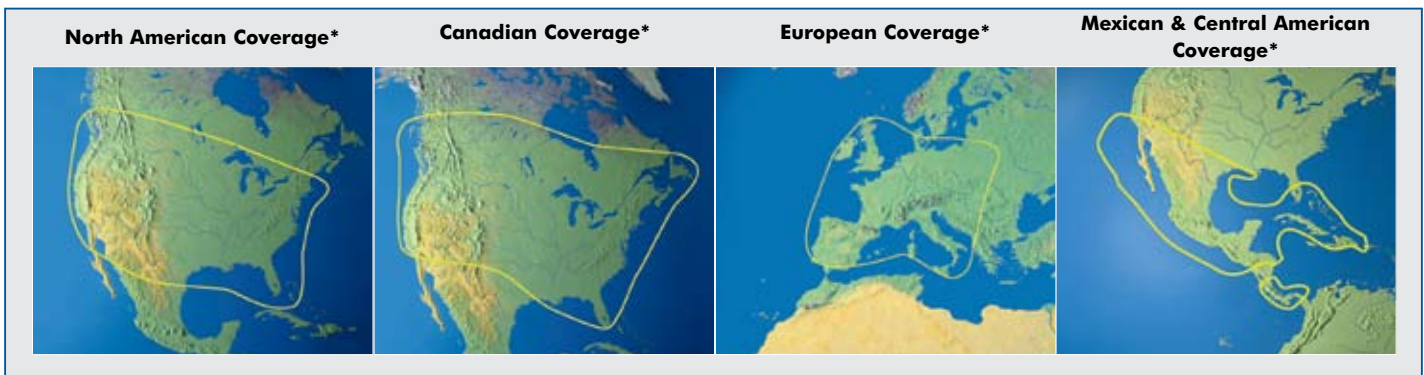 North American Coverage*
Canadian Coverage*
European Coverage*
Mexican & Central American
Coverage*